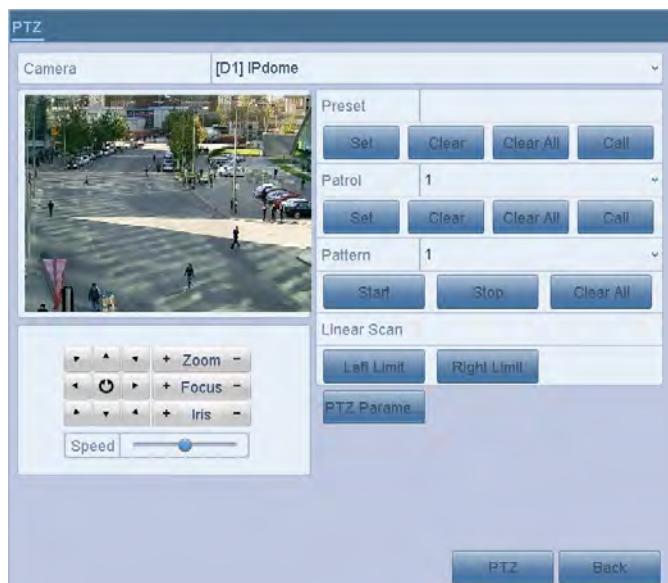 PTZ
Camera [D1] IPdome
Preset
Set Clear Clear All Call
Patrol 1
Set Clear Clear All Call
Pattern 1
Start Stop Clear All
Linear Scan
Left Limit Right Limit
PTZ Parame...
+ Zoom -
+ Focus -
+ Iris -
Speed
PTZ Back